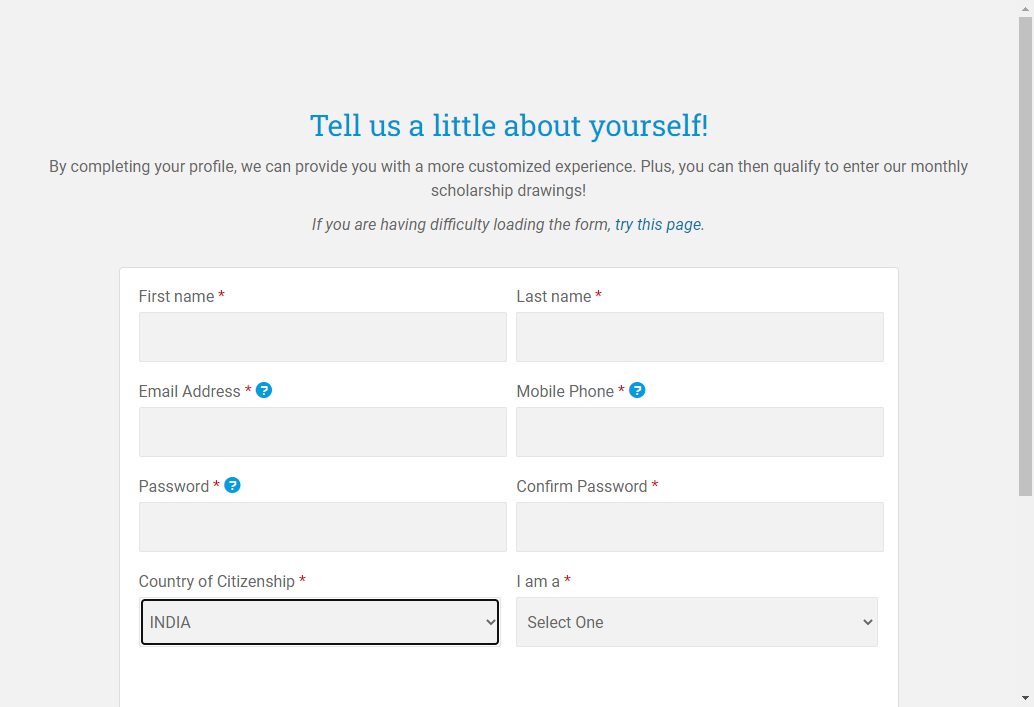 Tell us a little about yourself!
By completing your profile, we can provide you with a more customized experience. Plus, you can then qualify to enter our monthly
scholarship drawings!
If you are having difficulty loading the form, try this page.
First name *
Last name *
Email Address * ?
Mobile Phone * ?
Password * ?
Confirm Password *
Country of Citizenship *
I am a *
INDIA
Select One